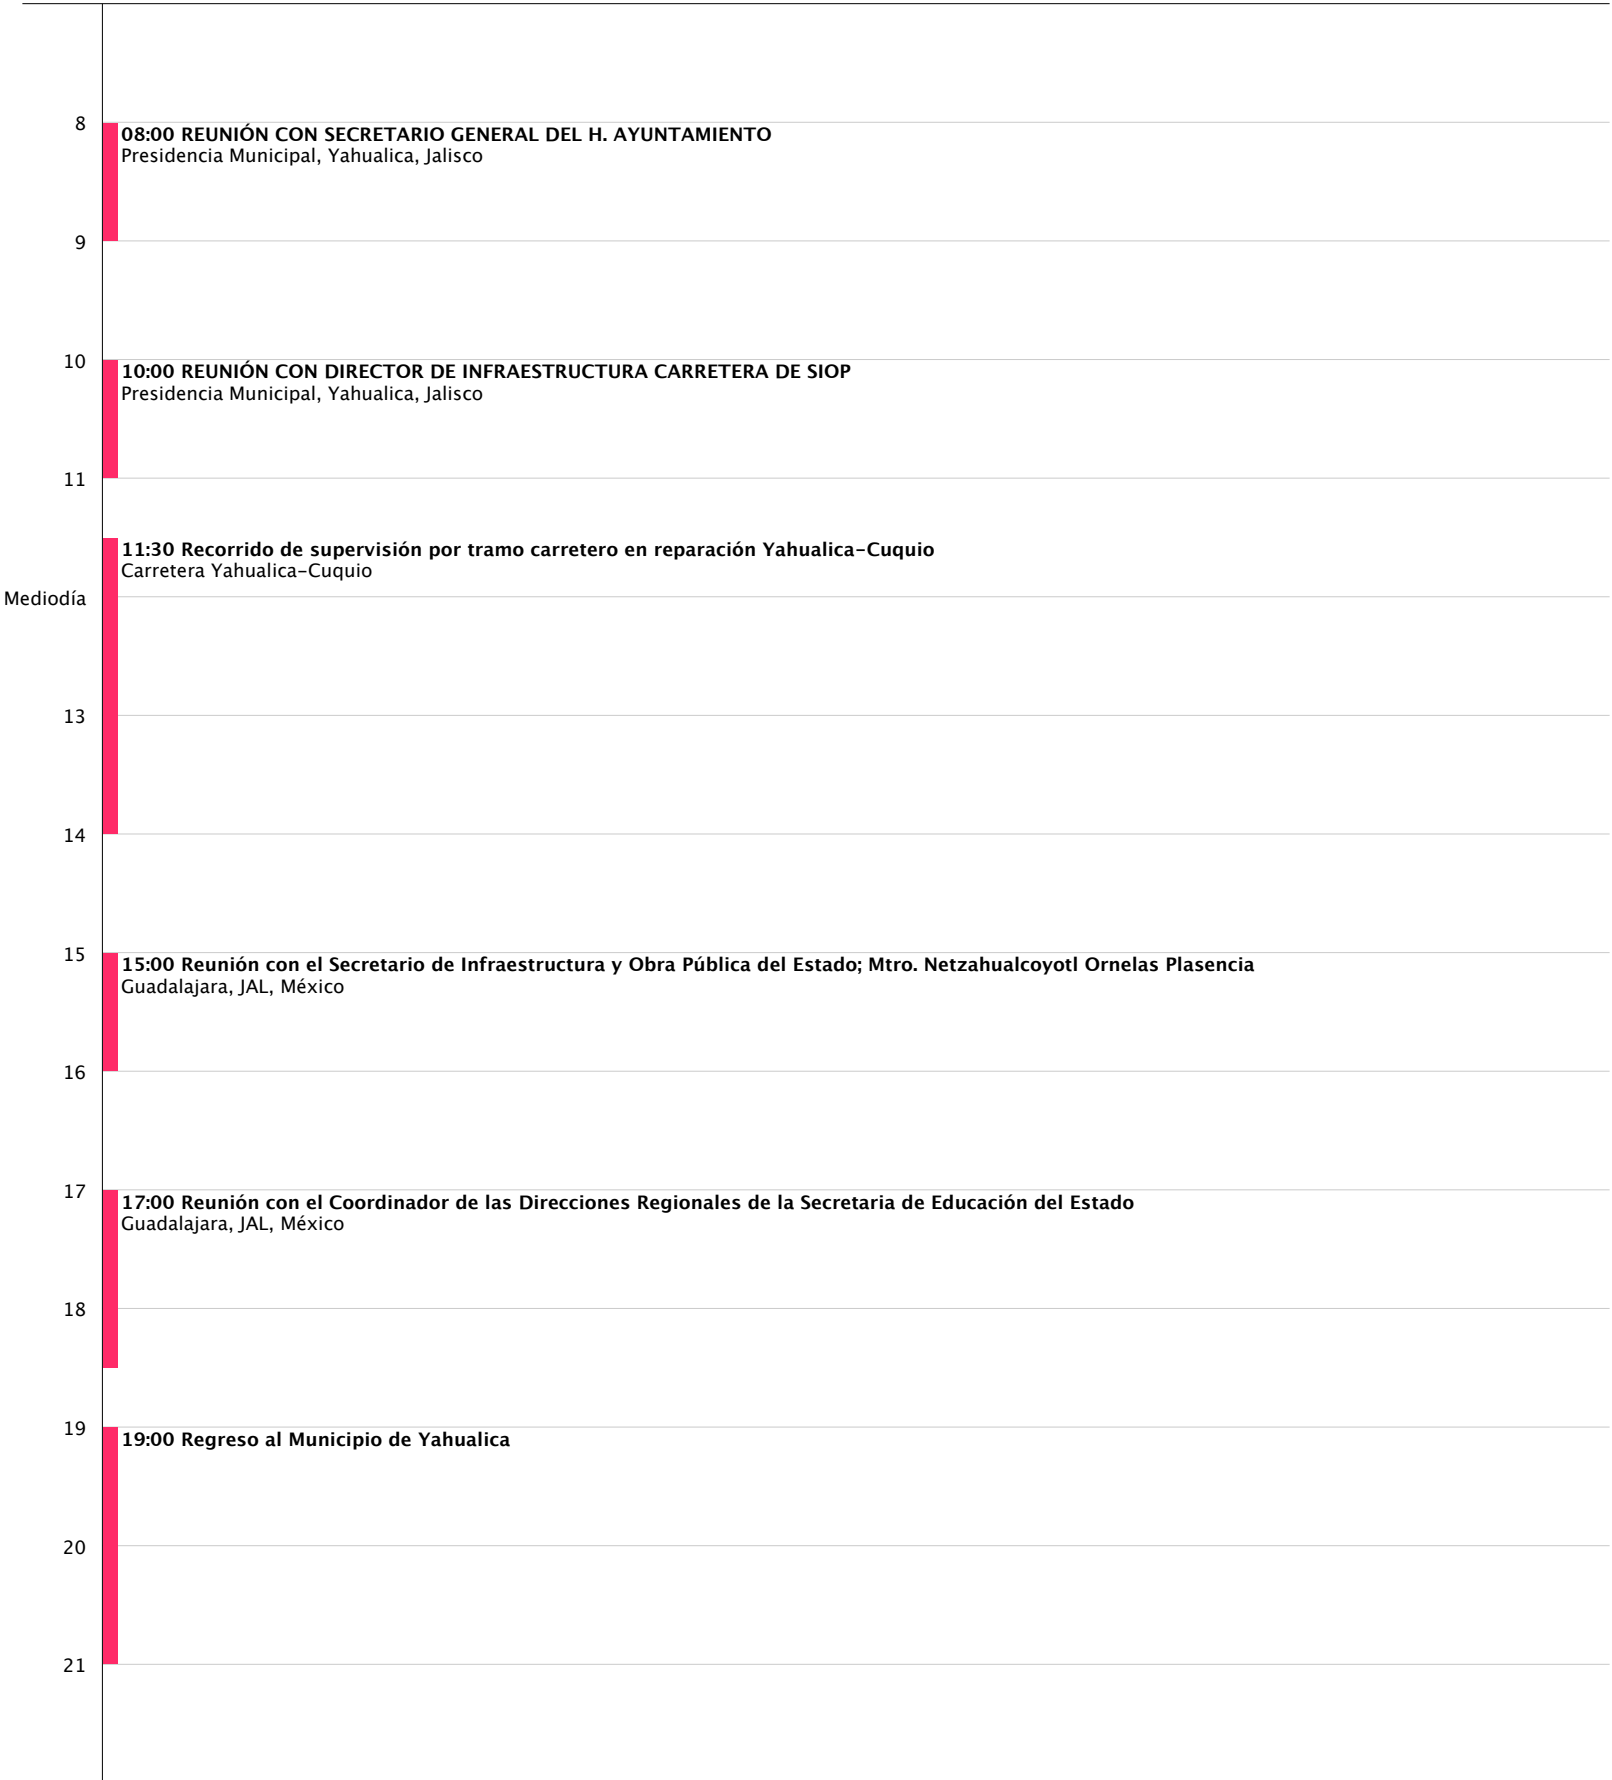 8
08:00 REUNIÓN CON SECRETARIO GENERAL DEL H. AYUNTAMIENTO
Presidencia Municipal, Yahualica, Jalisco
9
10
10:00 REUNIÓN CON DIRECTOR DE INFRAESTRUCTURA CARRETERA DE SIOP
Presidencia Municipal, Yahualica, Jalisco
11
11:30 Recorrido de supervisión por tramo carretero en reparación Yahualica-Cuquio
Carretera Yahualica-Cuquio
Mediodía
13
14
15
15:00 Reunión con el Secretario de Infraestructura y Obra Pública del Estado; Mtro. Netzahualcoyotl Ornelas Plasencia
Guadalajara, JAL, México
16
17
17:00 Reunión con el Coordinador de las Direcciones Regionales de la Secretaria de Educación del Estado
Guadalajara, JAL, México
18
19
19:00 Regreso al Municipio de Yahualica
20
21